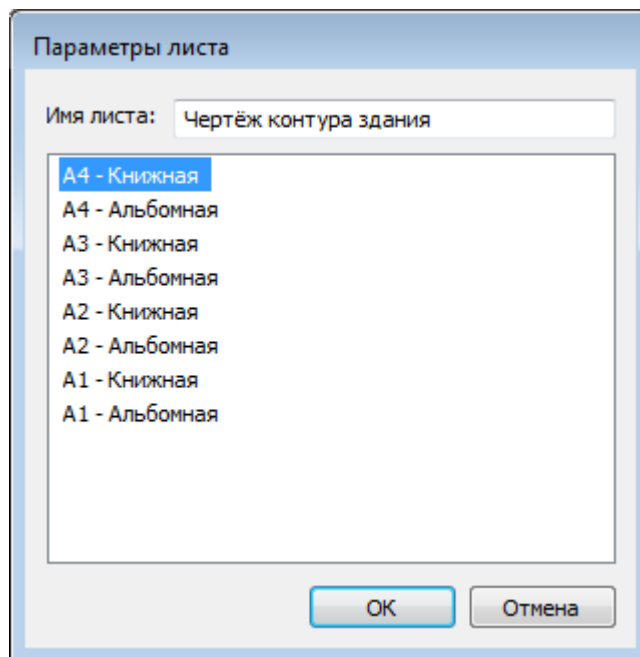 Параметры листа
Имя листа: Чертёж контура здания
А4 - Книжная
А4 - Альбомная
А3 - Книжная
А3 - Альбомная
А2 - Книжная
А2 - Альбомная
А1 - Книжная
А1 - Альбомная
ОК Отмена